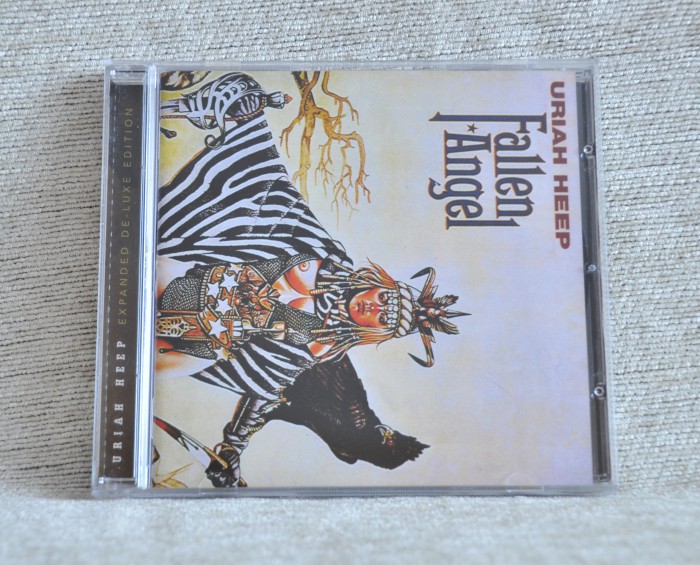 URIAH HEEP
Fallen
Angel
URIAH HEEP EXPANDED DE-LUXE EDITION